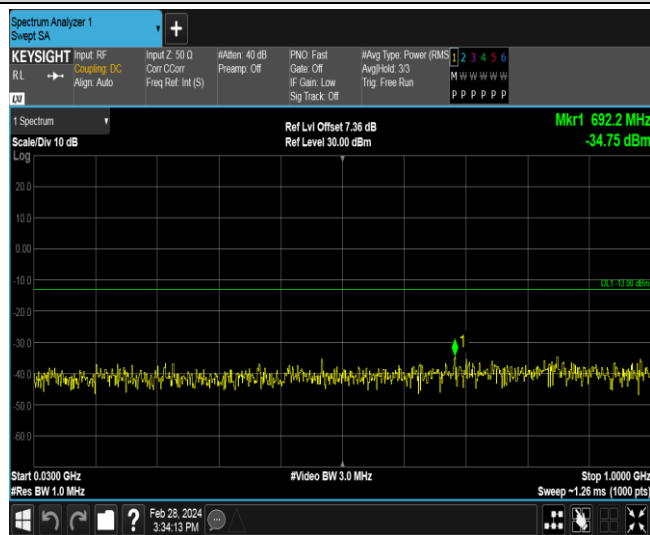 Spectrum Analyzer 1
Swept SA
KEYSIGHT
RL
LXI
Input: RF
Coupling: DC
Align: Auto
Input Z: 50 Ω
Corr CCorr
Freq Ref: Int (S)
#Atten: 40 dB
Preamp: Off
PNO: Fast
Gate: Off
IF Gain: Low
Sig Track: Off
#Avg Type: Power (RMS
Avg|Hold: 3/3
Trig: Free Run
1 2 3 4 5 6
M W W W W W
P P P P P P
1 Spectrum
Scale/Div 10 dB
Log
Ref Lvl Offset 7.36 dB
Ref Level 30.00 dBm
Mkr1 692.2 MHz
-34.75 dBm
20.0
10.0
0.00
-10.0
DL1 -13.00 dBm
-20.0
-30.0
1
-40.0
-50.0
-60.0
Start 0.0300 GHz
#Res BW 1.0 MHz
#Video BW 3.0 MHz
Stop 1.0000 GHz
Sweep ~1.26 ms (1000 pts)
?
Feb 28, 2024
3:34:13 PM